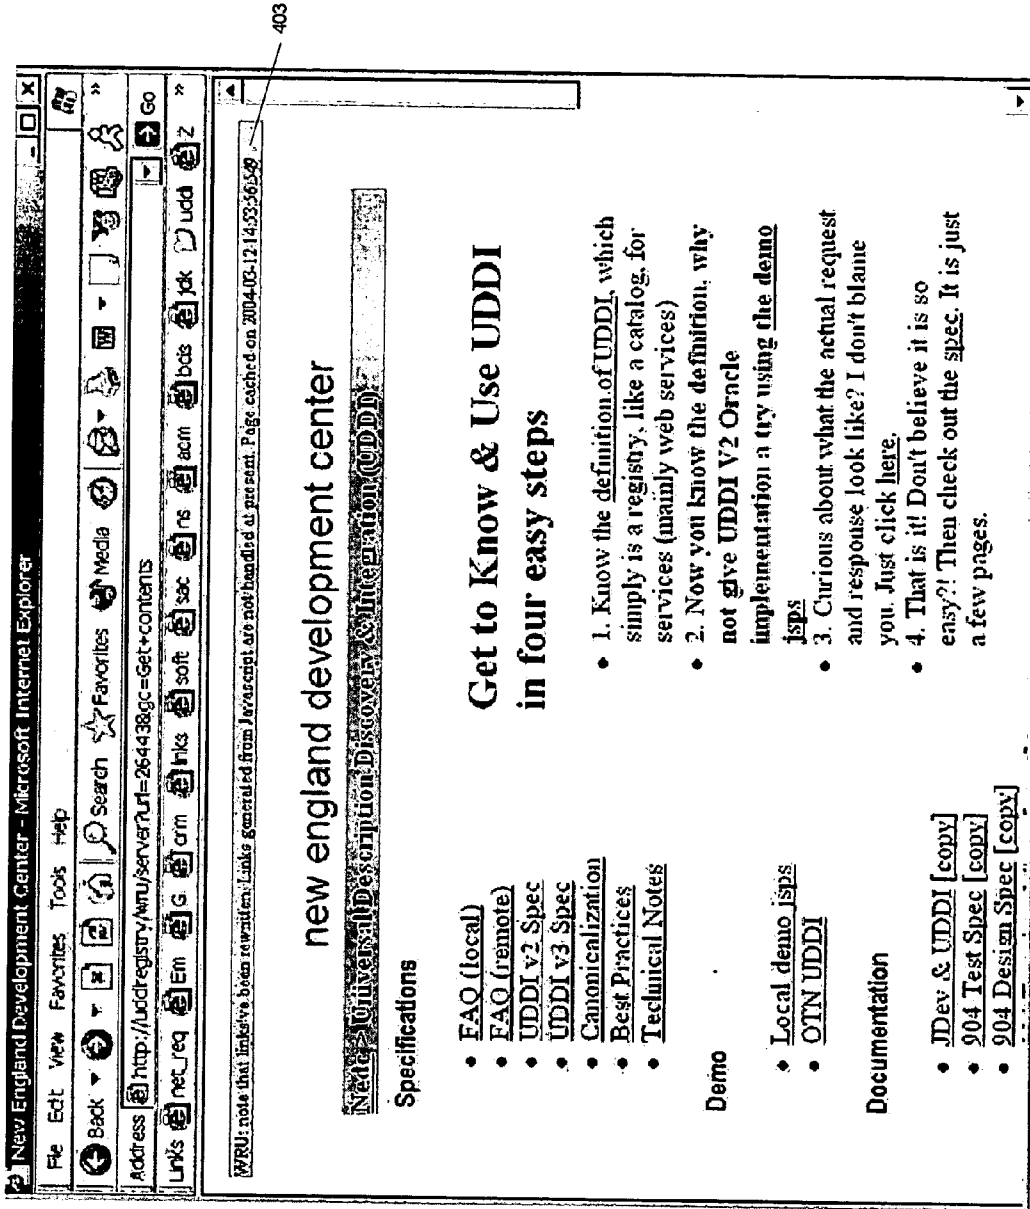 New England Development Center - Microsoft Internet Explorer
File Edit View Favorites Tools Help
Back Search Favorites Media »
Address http://uddiregistry/wru/server?url=26443&gc=Get+contents Go
Links net_req Em G arm links soft sac ns acm bcis jdk uddi Z »
403
WRU: note that links've been rewritten; Links generated from Javascript are not handled at present. Page cached on 2004-03-12:14:53:56:549
new england development center
Nedc > Universal Description Discovery & Integration (UDDI)
Specifications
• FAQ (local)
• FAQ (remote)
• UDDI v2 Spec
• UDDI v3 Spec
• Canonicalization
• Best Practices
• Technical Notes
Demo
• Local demo jsps
• OTN UDDI
Documentation
• JDev & UDDI [copy]
• 904 Test Spec [copy]
• 904 Design Spec [copy]
Get to Know & Use UDDI
in four easy steps
• 1. Know the definition of UDDI, which
simply is a registry, like a catalog, for
services (mainly web services)
• 2. Now you know the definition, why
not give UDDI V2 Oracle
implementation a try using the demo
jsps
• 3. Curious about what the actual request
and response look like? I don't blame
you. Just click here.
• 4. That is it! Don't believe it is so
easy?! Then check out the spec. It is just
a few pages.